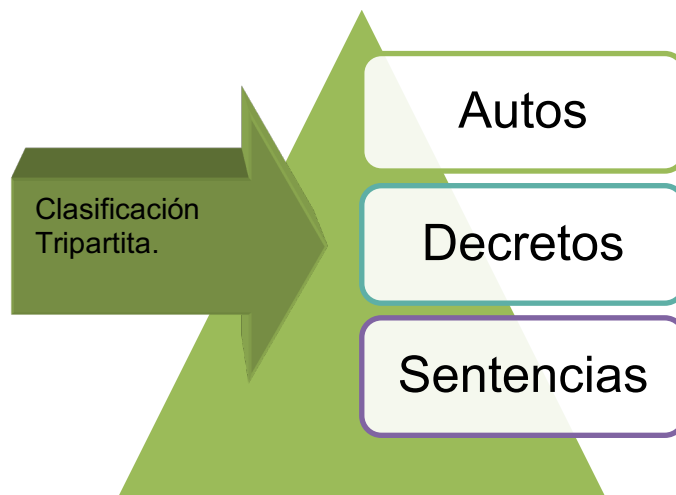 Clasificación
Tripartita.
Autos
Decretos
Sentencias